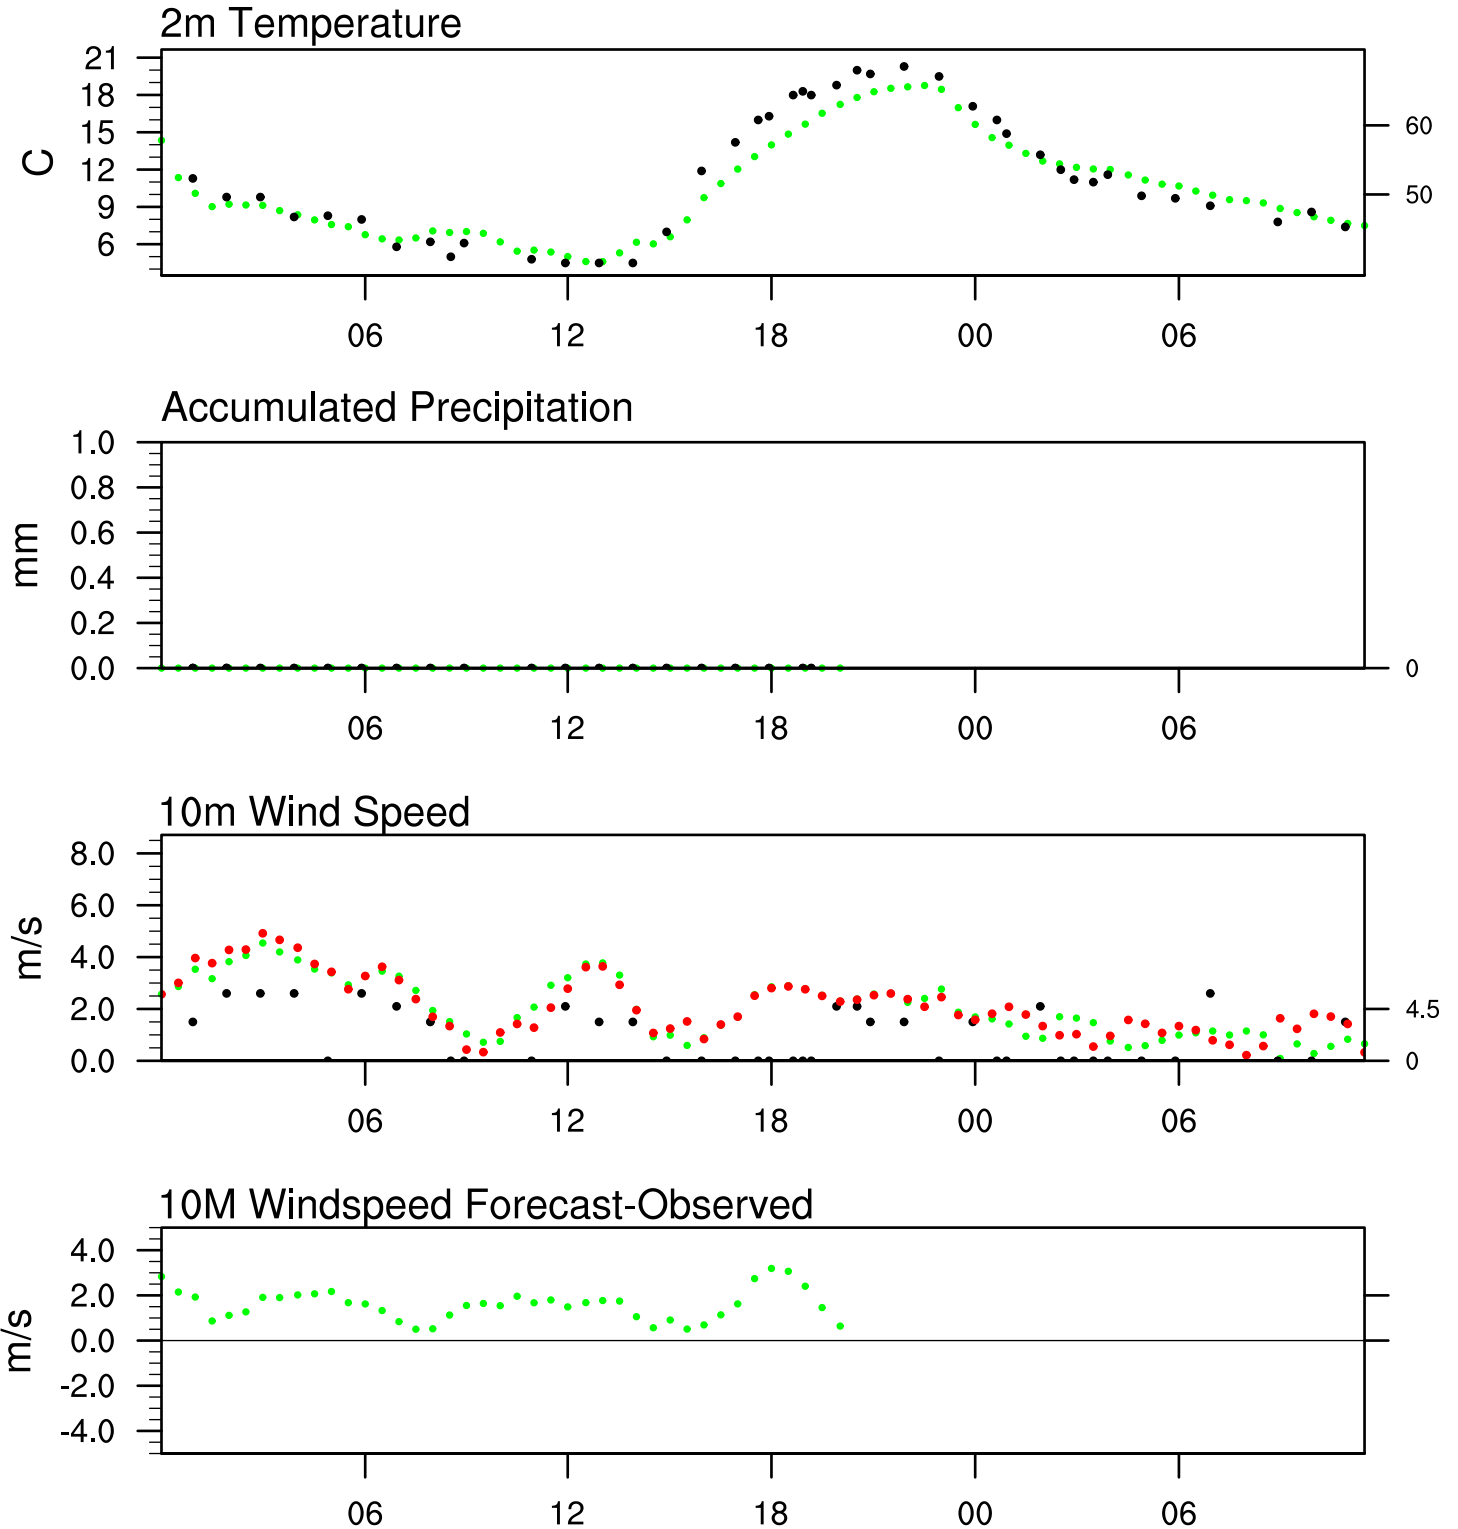 2m Temperature
21
18
15
12
9
6
C
60
50
06 12 18 00 06
Accumulated Precipitation
1.0
0.8
0.6
0.4
0.2
0.0
mm
0
06 12 18 00 06
10m Wind Speed
8.0
6.0
4.0
2.0
0.0
m/s
4.5
0
06 12 18 00 06
10M Windspeed Forecast-Observed
4.0
2.0
0.0
-2.0
-4.0
m/s
06 12 18 00 06